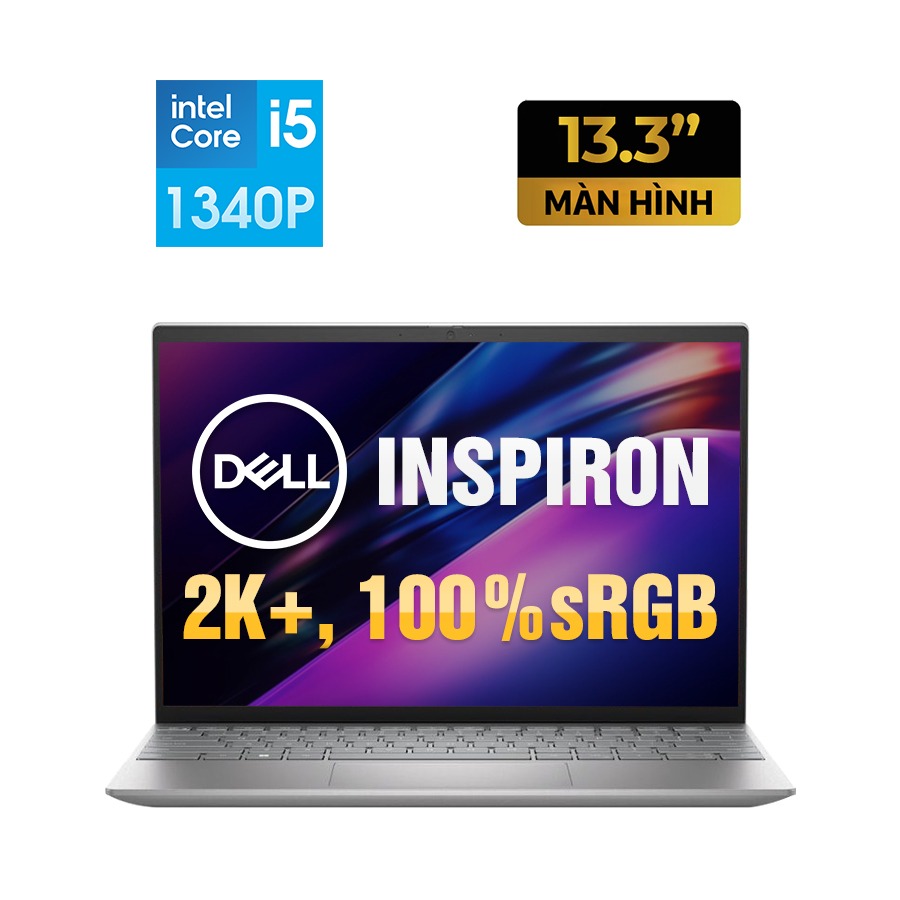 intel
Core i5
1340P
13.3”
MÀN HÌNH
DELL INSPIRON
2K+, 100%sRGB